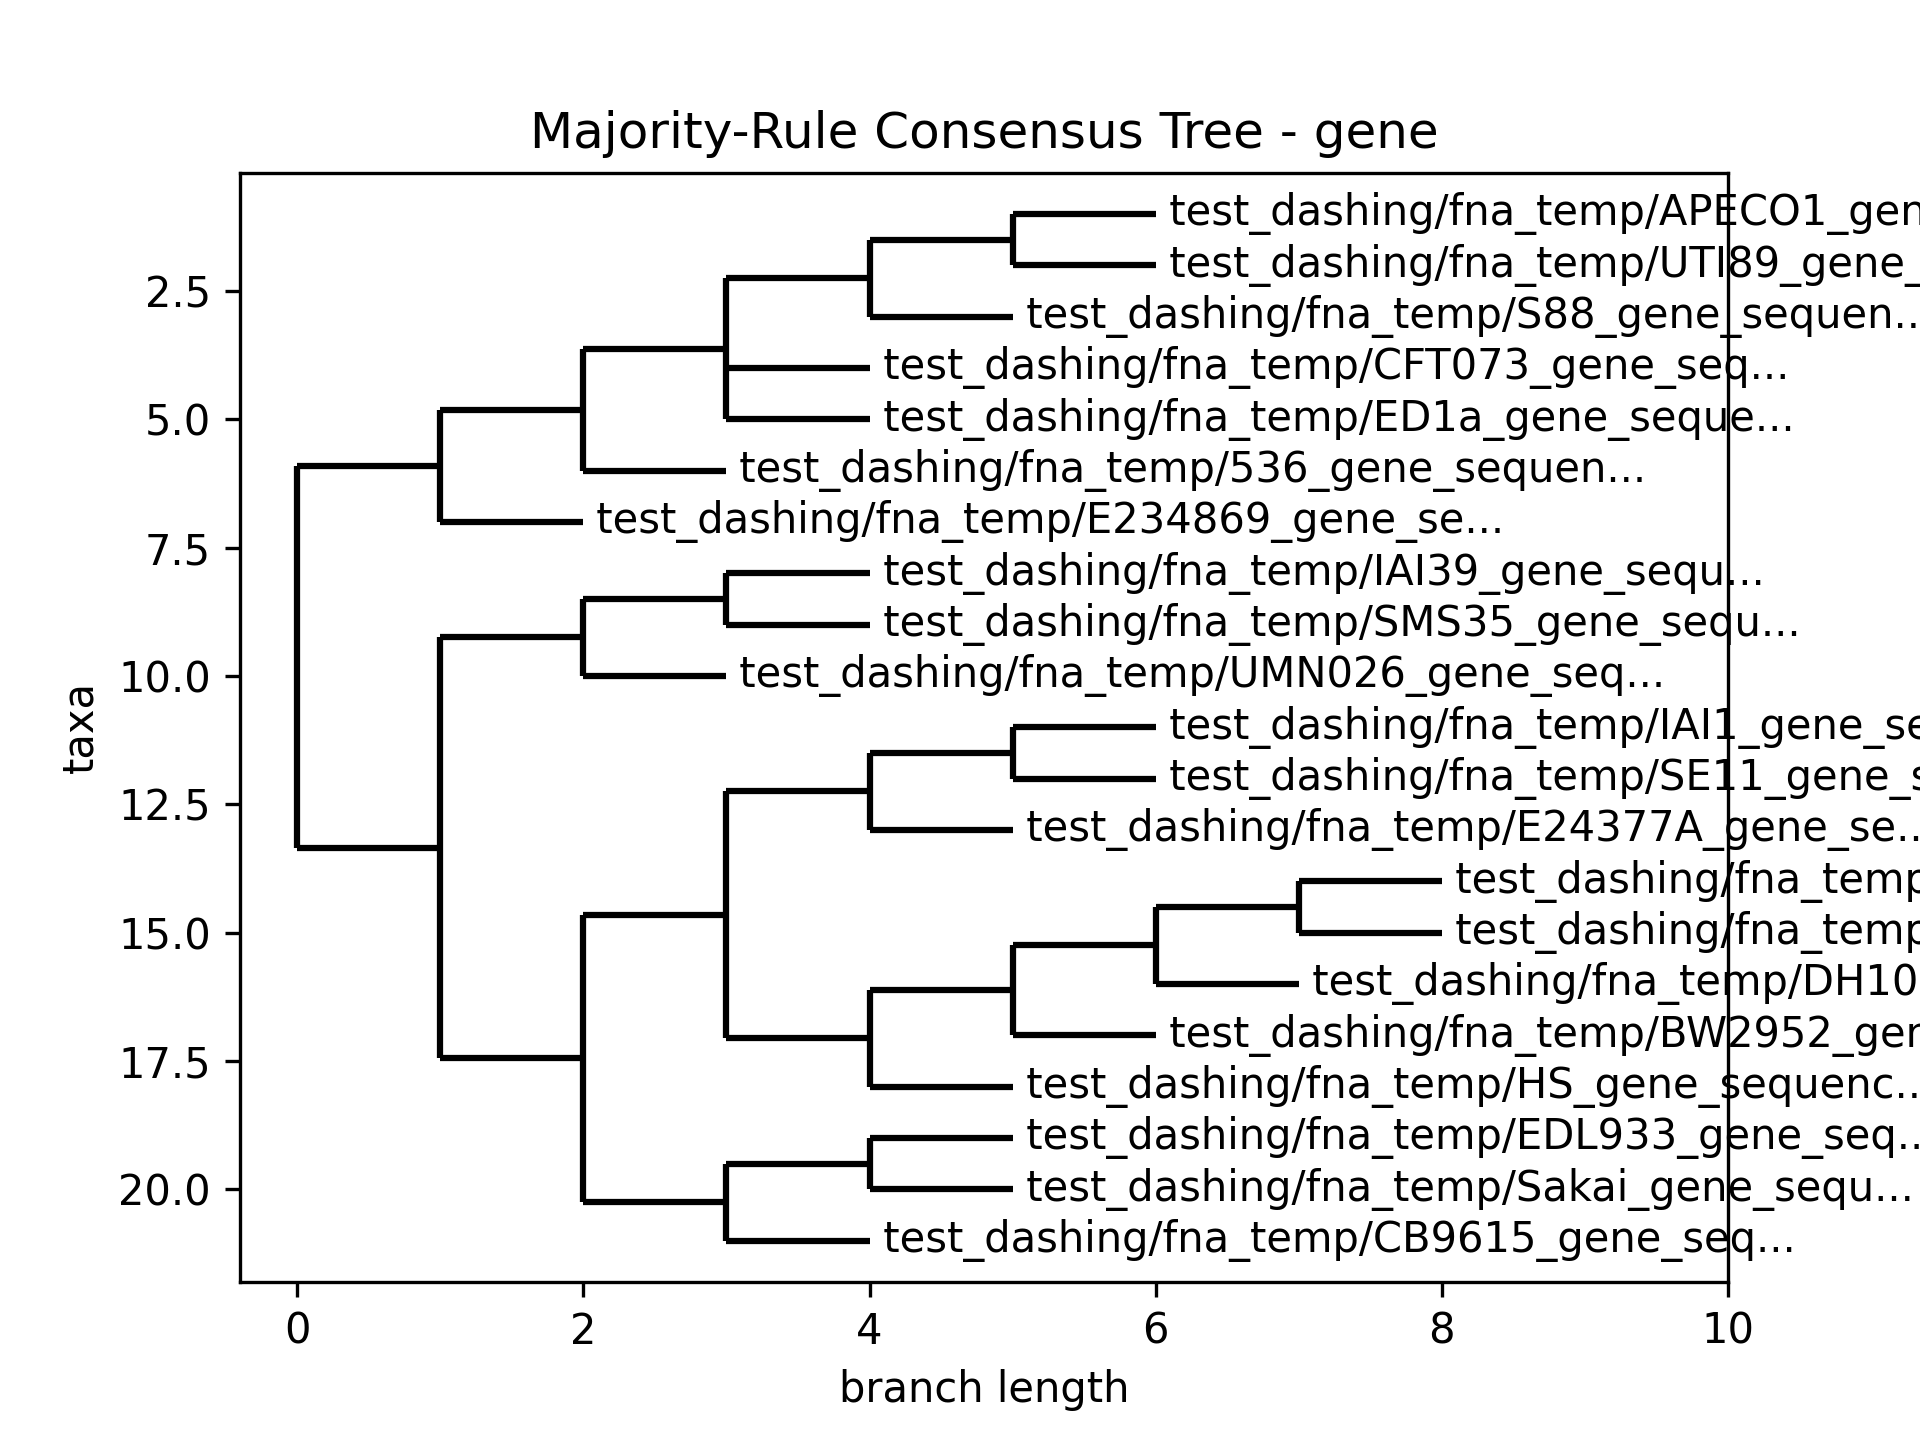 Majority-Rule Consensus Tree - gene
test_dashing/fna_temp/APECO1_gen
test_dashing/fna_temp/UTI89_gene_
test_dashing/fna_temp/S88_gene_sequen..
test_dashing/fna_temp/CFT073_gene_seq...
test_dashing/fna_temp/ED1a_gene_seque...
test_dashing/fna_temp/536_gene_sequen...
test_dashing/fna_temp/E234869_gene_se...
test_dashing/fna_temp/IAI39_gene_sequ...
test_dashing/fna_temp/SMS35_gene_sequ...
test_dashing/fna_temp/UMN026_gene_seq...
test_dashing/fna_temp/IAI1_gene_se
test_dashing/fna_temp/SE11_gene_s
test_dashing/fna_temp/E24377A_gene_se..
test_dashing/fna_temp
test_dashing/fna_temp
test_dashing/fna_temp/DH10
test_dashing/fna_temp/BW2952_gen
test_dashing/fna_temp/HS_gene_sequenc..
test_dashing/fna_temp/EDL933_gene_seq..
test_dashing/fna_temp/Sakai_gene_sequ...
test_dashing/fna_temp/CB9615_gene_seq...
2.5
5.0
7.5
10.0
12.5
15.0
17.5
20.0
taxa
0 2 4 6 8 10
branch length